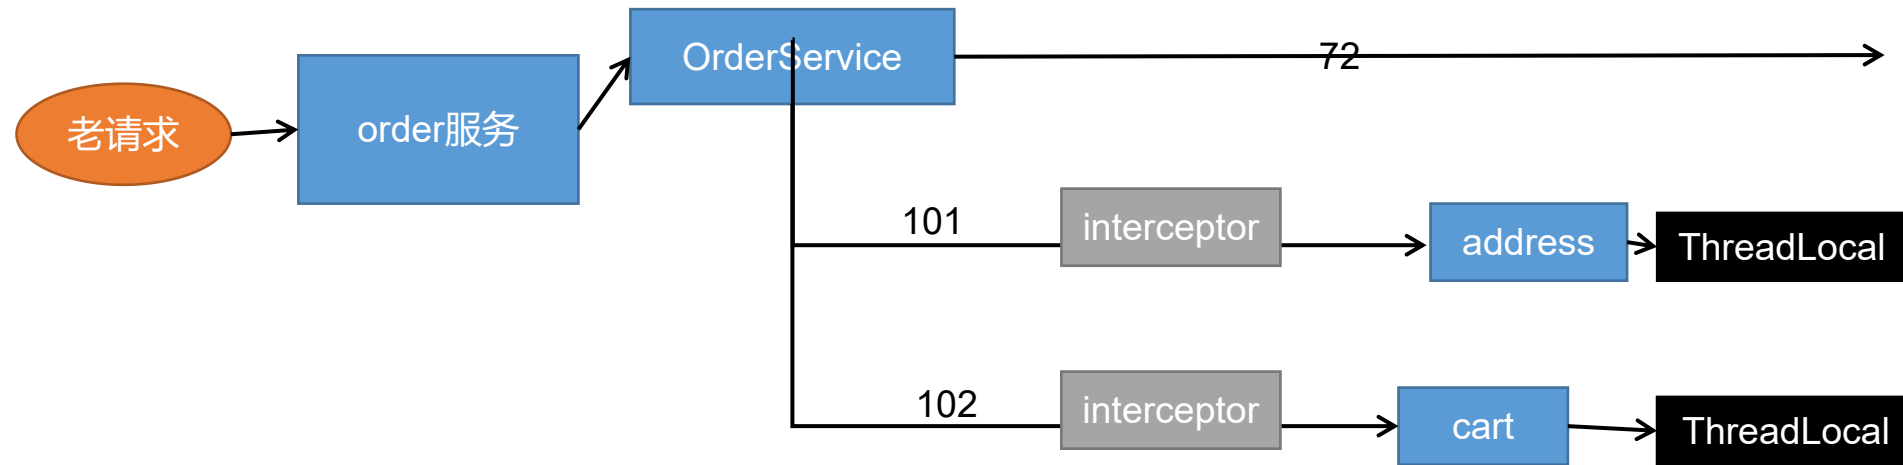 老请求
order服务
OrderService
72
101
interceptor
address
ThreadLocal
102
interceptor
cart
ThreadLocal